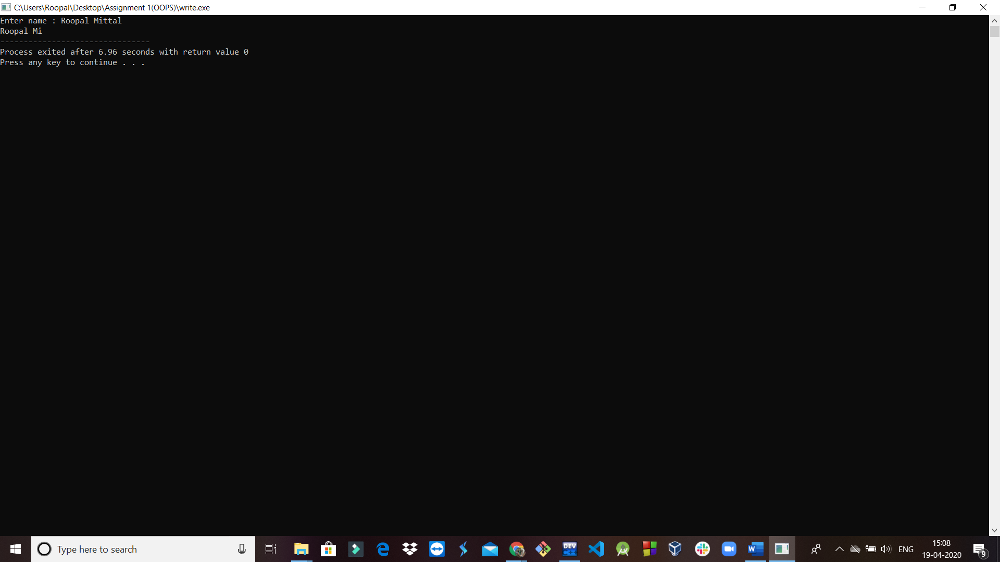 C:\Users\Roopal\Desktop\Assignment 1(OOPS)\write.exe
Enter name : Roopal Mittal
Roopal Mi
--------------------------------
Process exited after 6.96 seconds with return value 0
Press any key to continue . . .
Type here to search
DEV
C++
W
ENG
15:08
19-04-2020
9